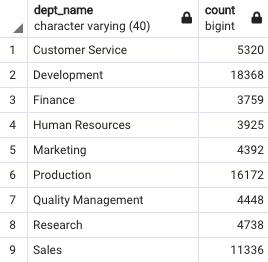 dept_name count
character varying (40) bigint
1 Customer Service 5320
2 Development 18368
3 Finance 3759
4 Human Resources 3925
5 Marketing 4392
6 Production 16172
7 Quality Management 4448
8 Research 4738
9 Sales 11336